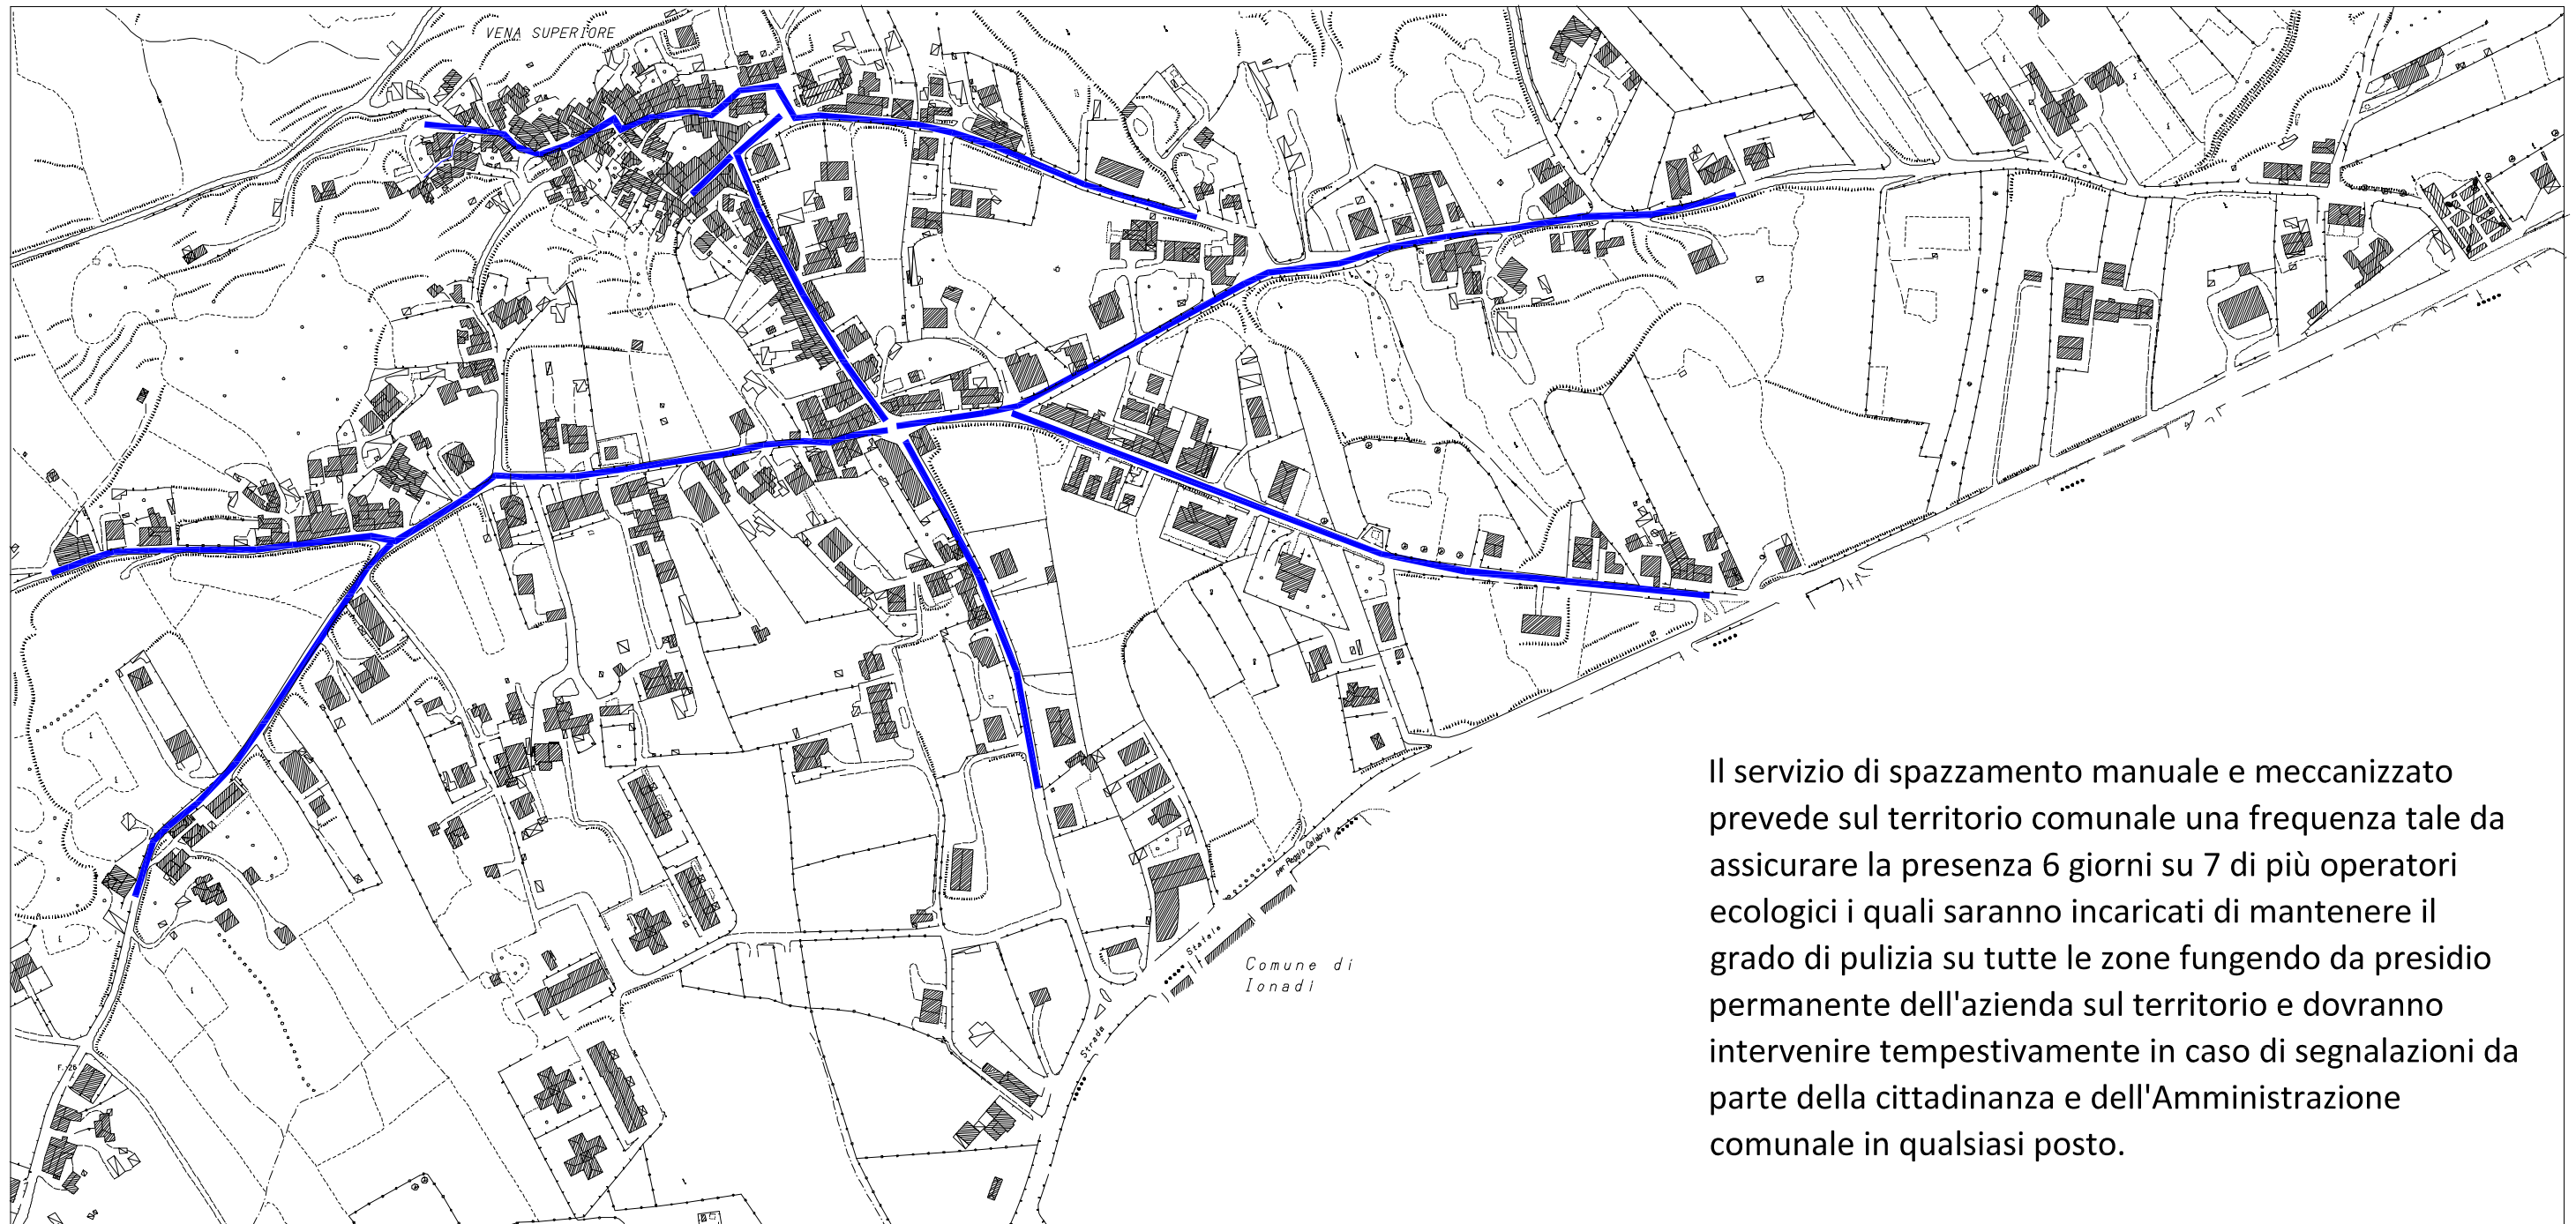 VENA SUPERIORE
Il servizio di spazzamento manuale e meccanizzato
prevede sul territorio comunale una frequenza tale da
assicurare la presenza 6 giorni su 7 di più operatori
ecologici i quali saranno incaricati di mantenere il
grado di pulizia su tutte le zone fungendo da presidio
permanente dell'azienda sul territorio e dovranno
intervenire tempestivamente in caso di segnalazioni da
parte della cittadinanza e dell'Amministrazione
comunale in qualsiasi posto.
per Reggio Calabria
Statale
Strada
Comune di
Ionadi